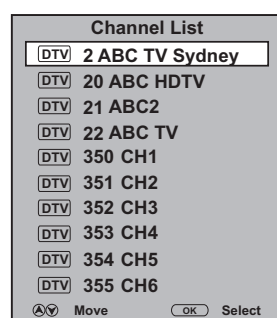 Channel List
DTV 2 ABC TV Sydney
DTV 20 ABC HDTV
DTV 21 ABC2
DTV 22 ABC TV
DTV 350 CH1
DTV 351 CH2
DTV 352 CH3
DTV 353 CH4
DTV 354 CH5
DTV 355 CH6
Move OK Select